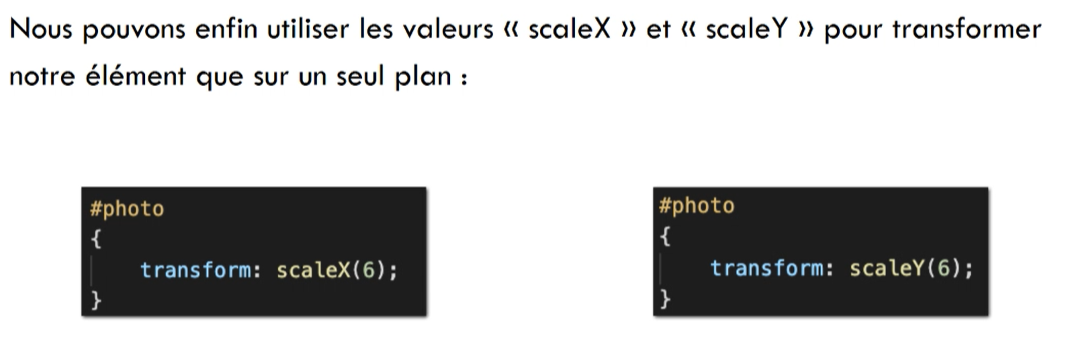 Nous pouvons enfin utiliser les valeurs « scaleX » et « scaleY » pour transformer
notre élément que sur un seul plan :
#photo
{
transform: scaleX(6);
}
#photo
{
transform: scaleY(6);
}